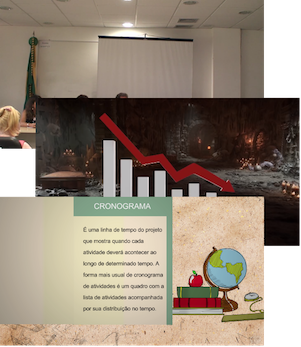 CRONOGRAMA
É uma linha de tempo do projeto
que mostra quando cada
atividade deverá acontecer ao
longo de determinado tempo. A
forma mais usual de cronograma
de atividades é um quadro com a
lista de atividades acompanhada
por sua distribuição no tempo.